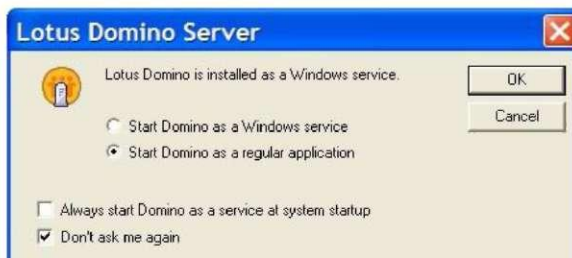 Lotus Domino Server
Lotus Domino is installed as a Windows service.
OK
Start Domino as a Windows service
Cancel
Start Domino as a regular application
Always start Domino as a service at system startup
Don't ask me again